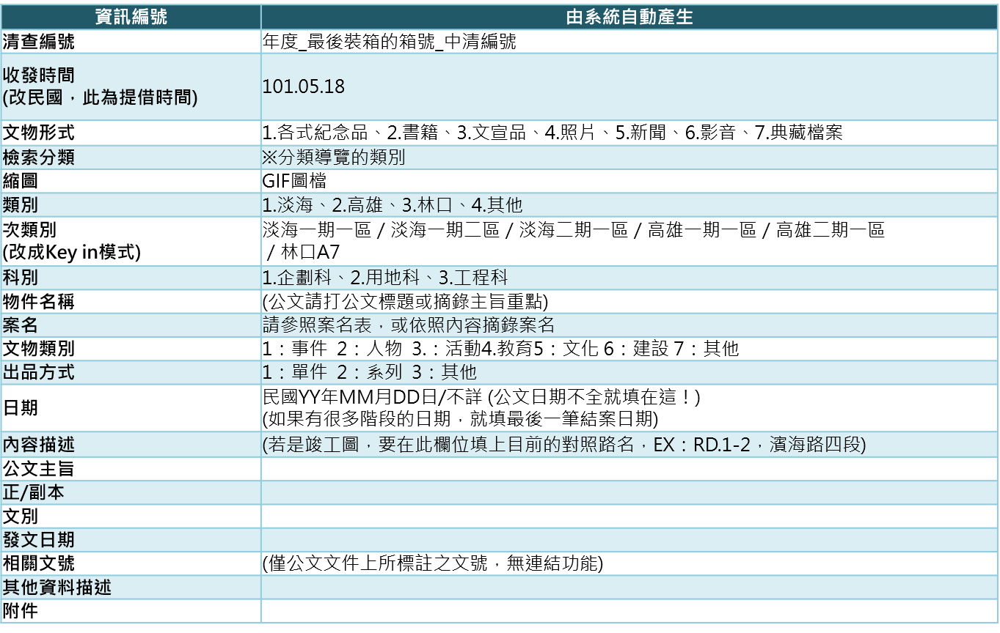 資訊編號 由系統自動產生
清查編號 年度_最後裝箱的箱號_中清編號
收發時間
(改民國，此為提借時間) 101.05.18
文物形式 1.各式紀念品、2.書籍、3.文宣品、4.照片、5.新聞、6.影音、7.典藏檔案
檢索分類 ※分類導覽的類別
縮圖 GIF圖檔
類別 1.淡海、2.高雄、3.林口、4.其他
次類別 淡海一期一區 / 淡海一期二區 / 淡海二期一區 / 高雄一期一區 / 高雄二期一區
(改成Key in模式) / 林口A7
科別 1.企劃科、2.用地科、3.工程科
物件名稱 (公文請打公文標題或摘錄主旨重點)
案名 請參照案名表，或依照內容摘錄案名
文物類別 1：事件 2：人物 3.：活動4.教育5：文化 6：建設 7：其他
出品方式 1：單件 2：系列 3：其他
日期 民國YY年MM月DD日/不詳 (公文日期不全就填在這！)
(如果有很多階段的日期，就填最後一筆結案日期)
內容描述 (若是竣工圖，要在此欄位填上目前的對照路名，EX：RD.1-2，濱海路四段)
公文主旨
正/副本
文別
發文日期
相關文號 (僅公文文件上所標註之文號，無連結功能)
其他資料描述
附件